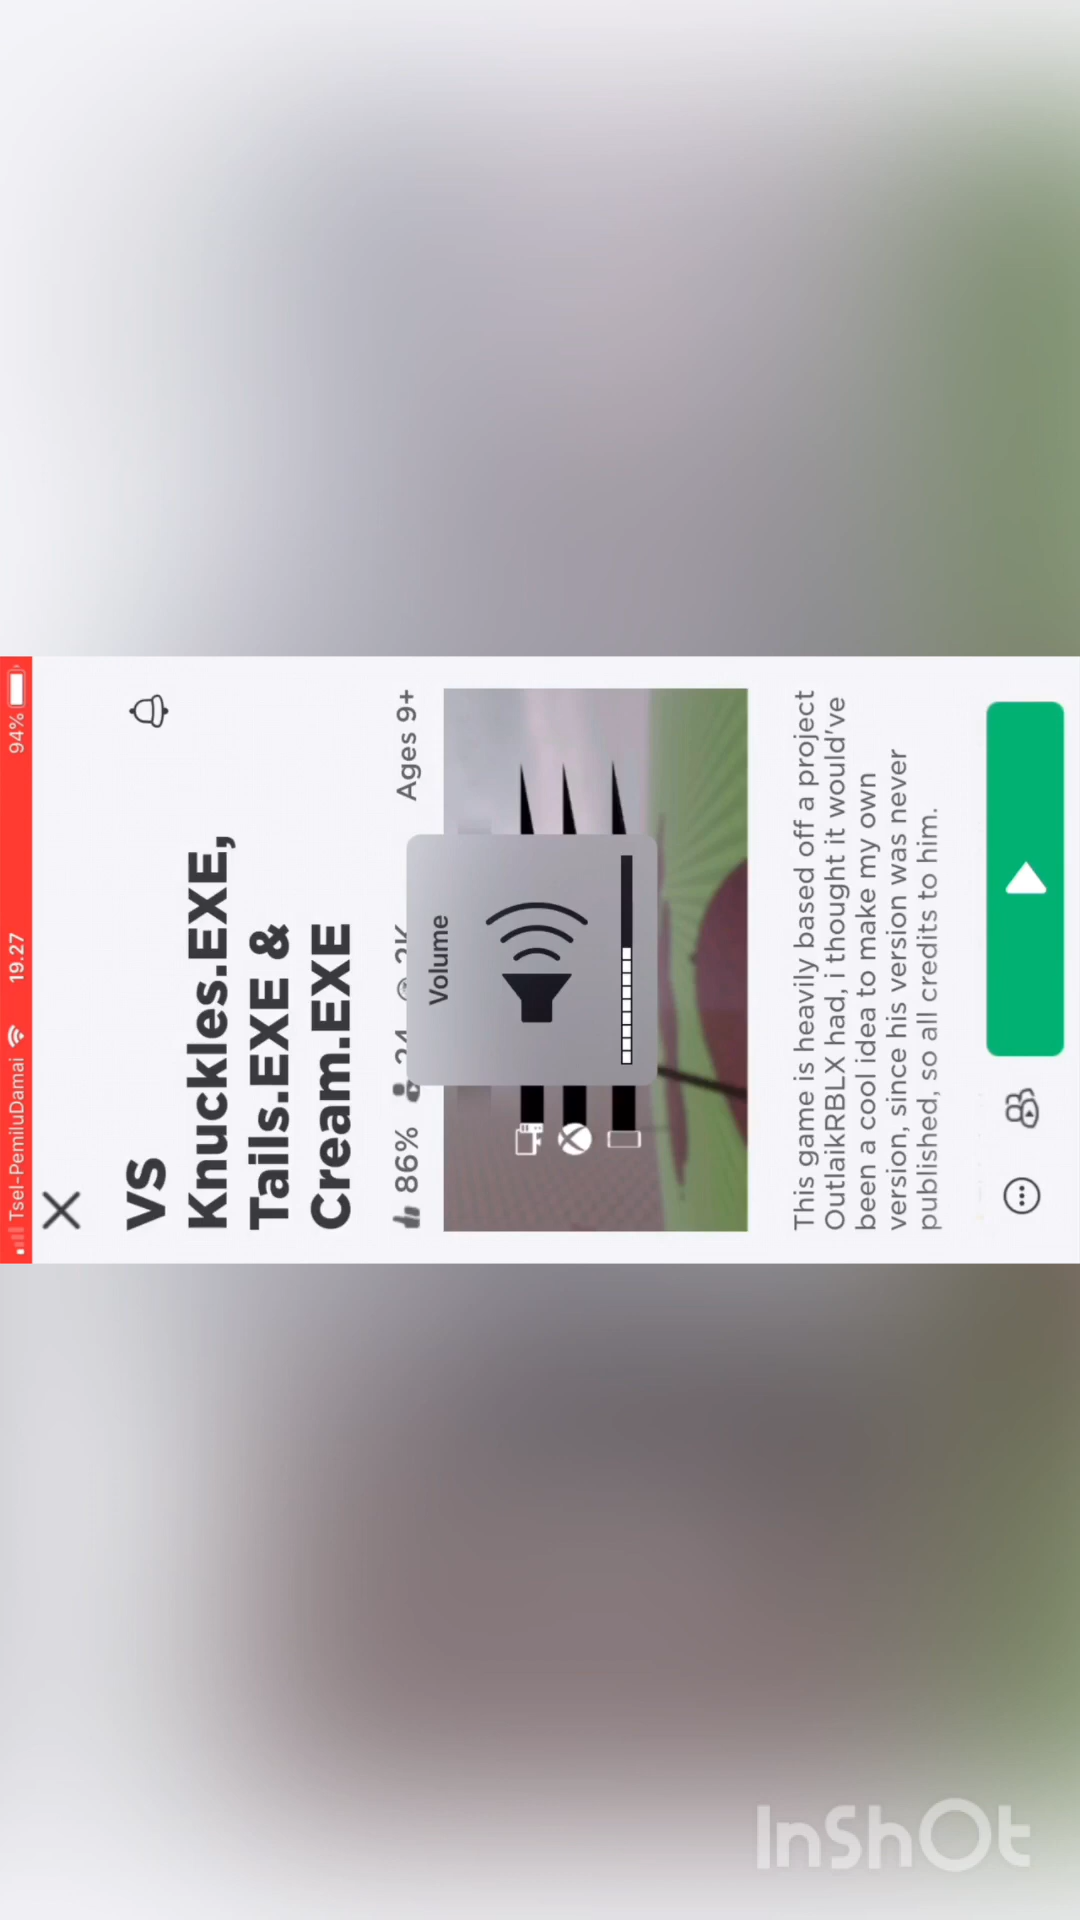 Tsel-PemiluDamai 19.27 94%
VS
Knuckles.EXE,
Tails.EXE &
Cream.EXE
86% 24 2K Ages 9+
Volume
This game is heavily based off a project
OutlaikRBLX had, i thought it would've
been a cool idea to make my own
version, since his version was never
published, so all credits to him.
InShOt